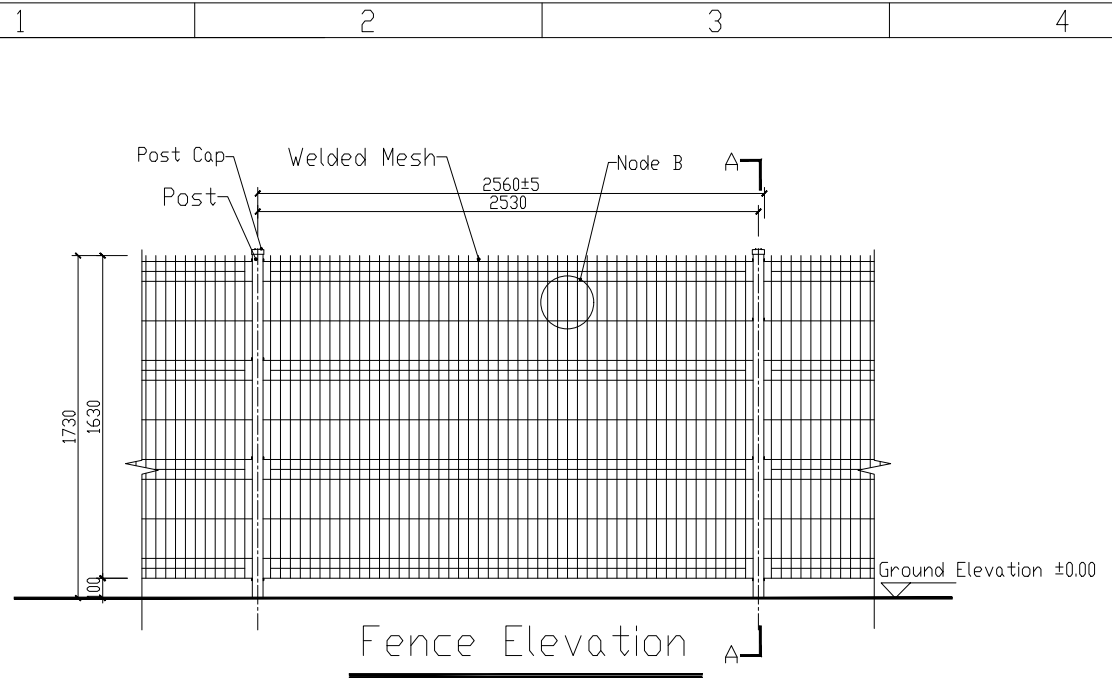 1 2 3 4
Post Cap
Welded Mesh
Node B
A
Post
2560±5
2530
1730
1630
100
Ground Elevation ±0.00
Fence Elevation
A